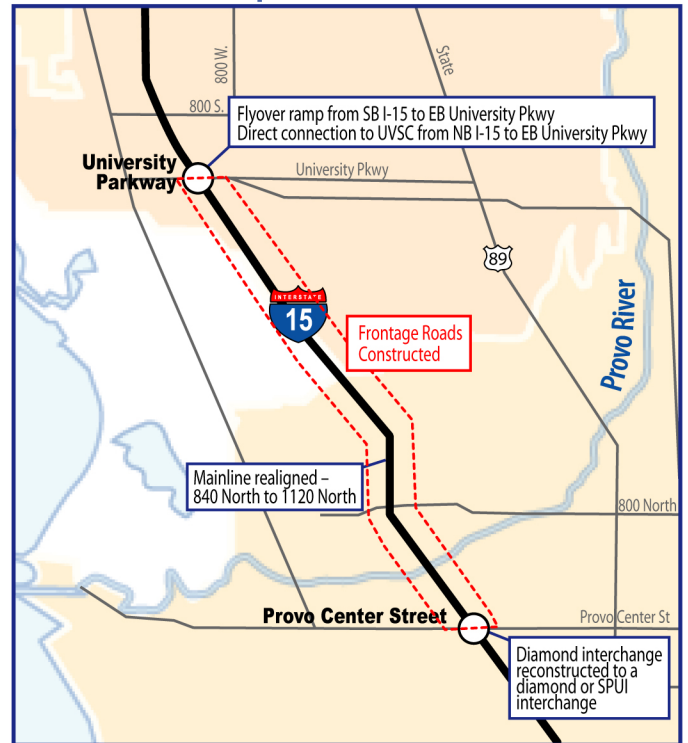 800 W.
State
800 S.
Flyover ramp from SB I-15 to EB University Pkwy
Direct connection to UVSC from NB I-15 to EB University Pkwy
University
Parkway
University Pkwy
89
INTERSTATE
15
Frontage Roads
Constructed
Provo River
Mainline realigned –
840 North to 1120 North
800 North
Provo Center Street
Provo Center St
Diamond interchange
reconstructed to a
diamond or SPUI
interchange